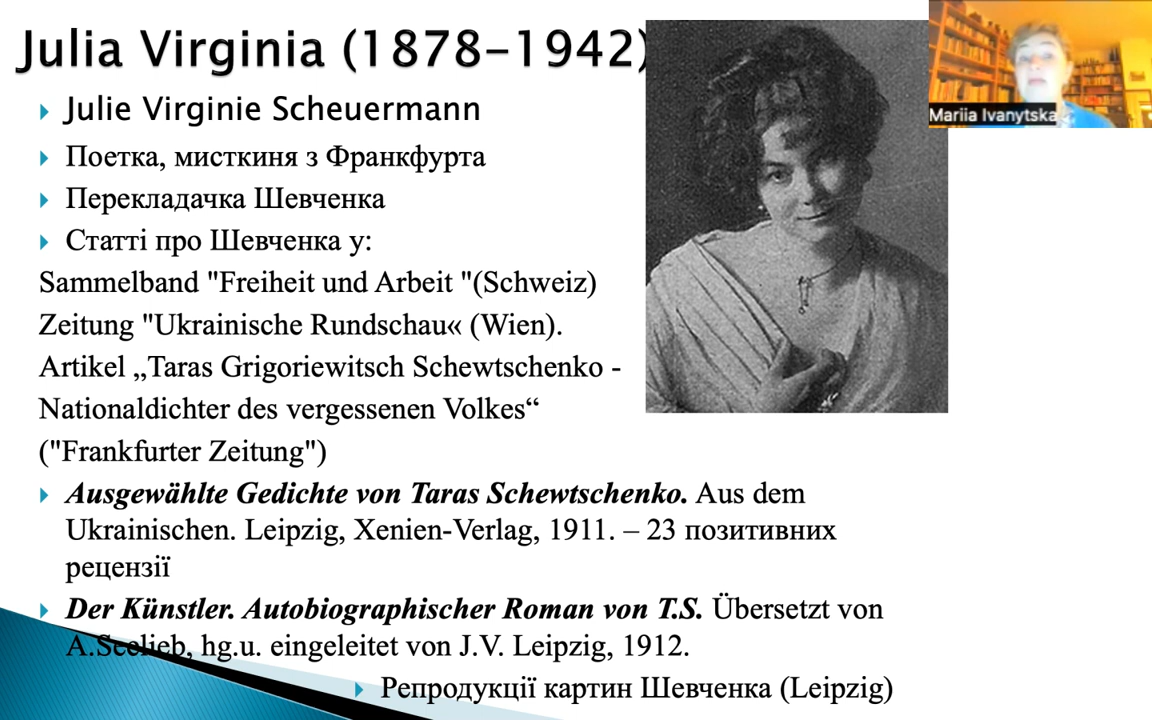 Julia Virginia (1878–1942)
Mariia Ivanytska
Julie Virginie Scheuermann
Поетка, мисткиня з Франкфурта
Перекладачка Шевченка
Статті про Шевченка у:
Sammelband "Freiheit und Arbeit "(Schweiz)
Zeitung "Ukrainische Rundschau« (Wien).
Artikel „Taras Grigoriewitsch Schewtschenko -
Nationaldichter des vergessenen Volkes“
("Frankfurter Zeitung")
Ausgewählte Gedichte von Taras Schewtschenko. Aus dem
Ukrainischen. Leipzig, Xenien-Verlag, 1911. – 23 позитивних
рецензії
Der Künstler. Autobiographischer Roman von T.S. Übersetzt von
A.Seelieb, hg.u. eingeleitet von J.V. Leipzig, 1912.
Репродукції картин Шевченка (Leipzig)